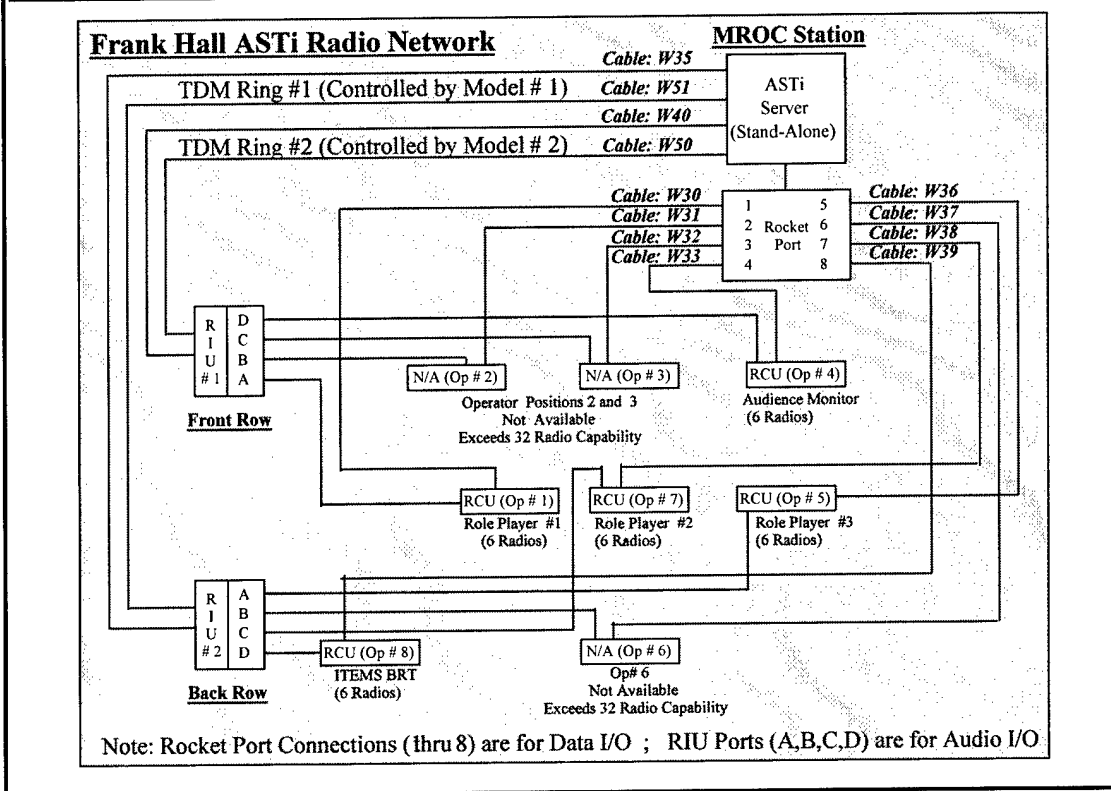 Frank Hall ASTi Radio Network
MROC Station
Cable: W35
TDM Ring #1 (Controlled by Model # 1)
Cable: W51
Cable: W40
TDM Ring #2 (Controlled by Model # 2)
Cable: W50
ASTi
Server
(Stand-Alone)
Cable: W30
Cable: W31
Cable: W32
Cable: W33
1 5
2 Rocket 6
3 Port 7
4 8
Cable: W36
Cable: W37
Cable: W38
Cable: W39
R
I
U
# 1
D
C
B
A
Front Row
N/A (Op # 2)
N/A (Op # 3)
Operator Positions 2 and 3
Not Available
Exceeds 32 Radio Capability
RCU (Op # 4)
Audience Monitor
(6 Radios)
RCU (Op # 1)
Role Player #1
(6 Radios)
RCU (Op # 7)
Role Player #2
(6 Radios)
RCU (Op # 5)
Role Player #3
(6 Radios)
R
I
U
# 2
A
B
C
D
Back Row
RCU (Op # 8)
ITEMS BRT
(6 Radios)
N/A (Op # 6)
Op# 6
Not Available
Exceeds 32 Radio Capability
Note: Rocket Port Connections (1thru 8) are for Data I/O ; RIU Ports (A,B,C,D) are for Audio I/O